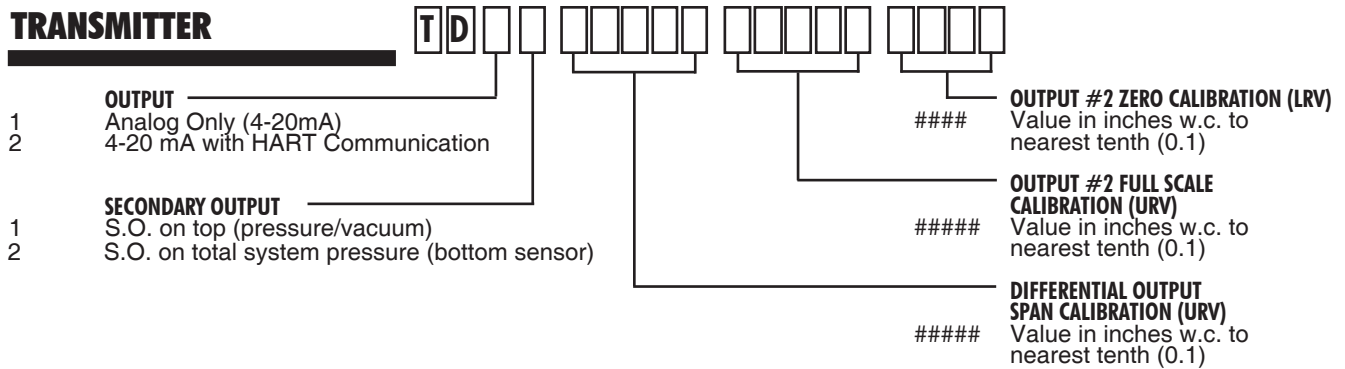 TRANSMITTER
T D
OUTPUT
1 Analog Only (4-20mA)
2 4-20 mA with HART Communication
SECONDARY OUTPUT
1 S.O. on top (pressure/vacuum)
2 S.O. on total system pressure (bottom sensor)
OUTPUT #2 ZERO CALIBRATION (LRV)
#### Value in inches w.c. to
nearest tenth (0.1)
OUTPUT #2 FULL SCALE
CALIBRATION (URV)
##### Value in inches w.c. to
nearest tenth (0.1)
DIFFERENTIAL OUTPUT
SPAN CALIBRATION (URV)
##### Value in inches w.c. to
nearest tenth (0.1)